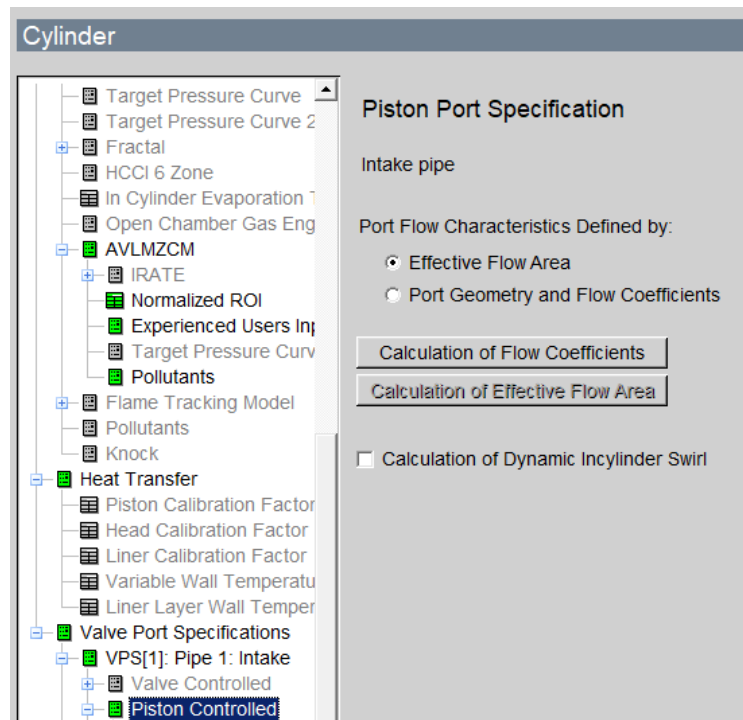 Cylinder
Target Pressure Curve
Target Pressure Curve 2
Fractal
HCCI 6 Zone
In Cylinder Evaporation T
Open Chamber Gas Eng
AVLMZCM
IRATE
Normalized ROI
Experienced Users Inp
Target Pressure Curv
Pollutants
Flame Tracking Model
Pollutants
Knock
Heat Transfer
Piston Calibration Factor
Head Calibration Factor
Liner Calibration Factor
Variable Wall Temperatu
Liner Layer Wall Temper
Valve Port Specifications
VPS[1]: Pipe 1: Intake
Valve Controlled
Piston Controlled
Piston Port Specification
Intake pipe
Port Flow Characteristics Defined by:
Effective Flow Area
Port Geometry and Flow Coefficients
Calculation of Flow Coefficients
Calculation of Effective Flow Area
Calculation of Dynamic Incylinder Swirl